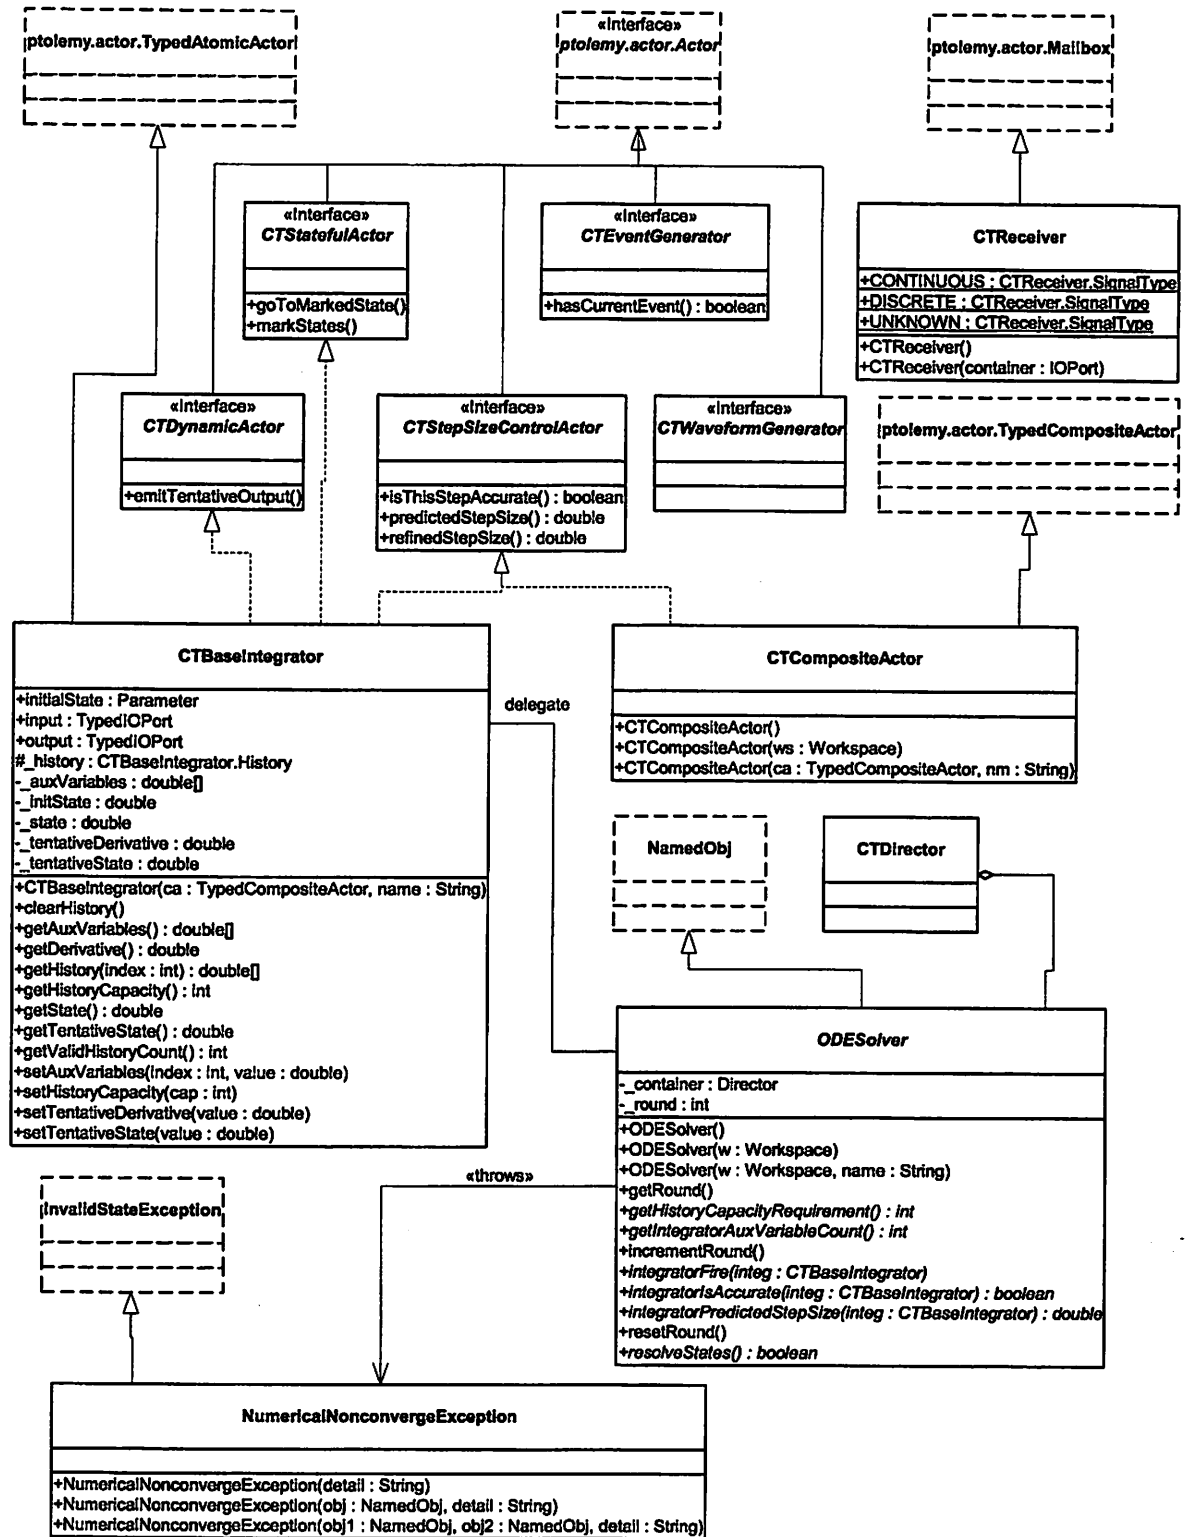 ptolemy.actor.TypedAtomicActor
«Interface»
ptolemy.actor.Actor
ptolemy.actor.Mailbox
«Interface»
CTStatefulActor
+goToMarkedState()
+markStates()
«Interface»
CTEventGenerator
+hasCurrentEvent() : boolean
CTReceiver
+CONTINUOUS : CTReceiver.SignalType
+DISCRETE : CTReceiver.SignalType
+UNKNOWN : CTReceiver.SignalType
+CTReceiver()
+CTReceiver(container : IOPort)
«Interface»
CTDynamicActor
+emitTentativeOutput()
«Interface»
CTStepSizeControlActor
+isThisStepAccurate() : boolean
+predictedStepSize() : double
+refinedStepSize() : double
«Interface»
CTWaveformGenerator
ptolemy.actor.TypedCompositeActor
CTBaseIntegrator
+initialState : Parameter
+input : TypedIOPort
+output : TypedIOPort
#_history : CTBaseIntegrator.History
-_auxVariables : double[]
-_initState : double
-_state : double
-_tentativeDerivative : double
-_tentativeState : double
+CTBaseIntegrator(ca : TypedCompositeActor, name : String)
+clearHistory()
+getAuxVariables() : double[]
+getDerivative() : double
+getHistory(index : int) : double[]
+getHistoryCapacity() : int
+getState() : double
+getTentativeState() : double
+getValidHistoryCount() : int
+setAuxVariables(index : int, value : double)
+setHistoryCapacity(cap : int)
+setTentativeDerivative(value : double)
+setTentativeState(value : double)
delegate
CTCompositeActor
+CTCompositeActor()
+CTCompositeActor(ws : Workspace)
+CTCompositeActor(ca : TypedCompositeActor, nm : String)
NamedObj
CTDirector
ODESolver
-_container : Director
-_round : int
+ODESolver()
+ODESolver(w : Workspace)
+ODESolver(w : Workspace, name : String)
+getRound()
+getHistoryCapacityRequirement() : int
+getIntegratorAuxVariableCount() : int
+incrementRound()
+integratorFire(integ : CTBaseIntegrator)
+integratorIsAccurate(integ : CTBaseIntegrator) : boolean
+integratorPredictedStepSize(integ : CTBaseIntegrator) : double
+resetRound()
+resolveStates() : boolean
«throws»
InvalidStateException
NumericalNonconvergeException
+NumericalNonconvergeException(detail : String)
+NumericalNonconvergeException(obj : NamedObj, detail : String)
+NumericalNonconvergeException(obj1 : NamedObj, obj2 : NamedObj, detail : String)